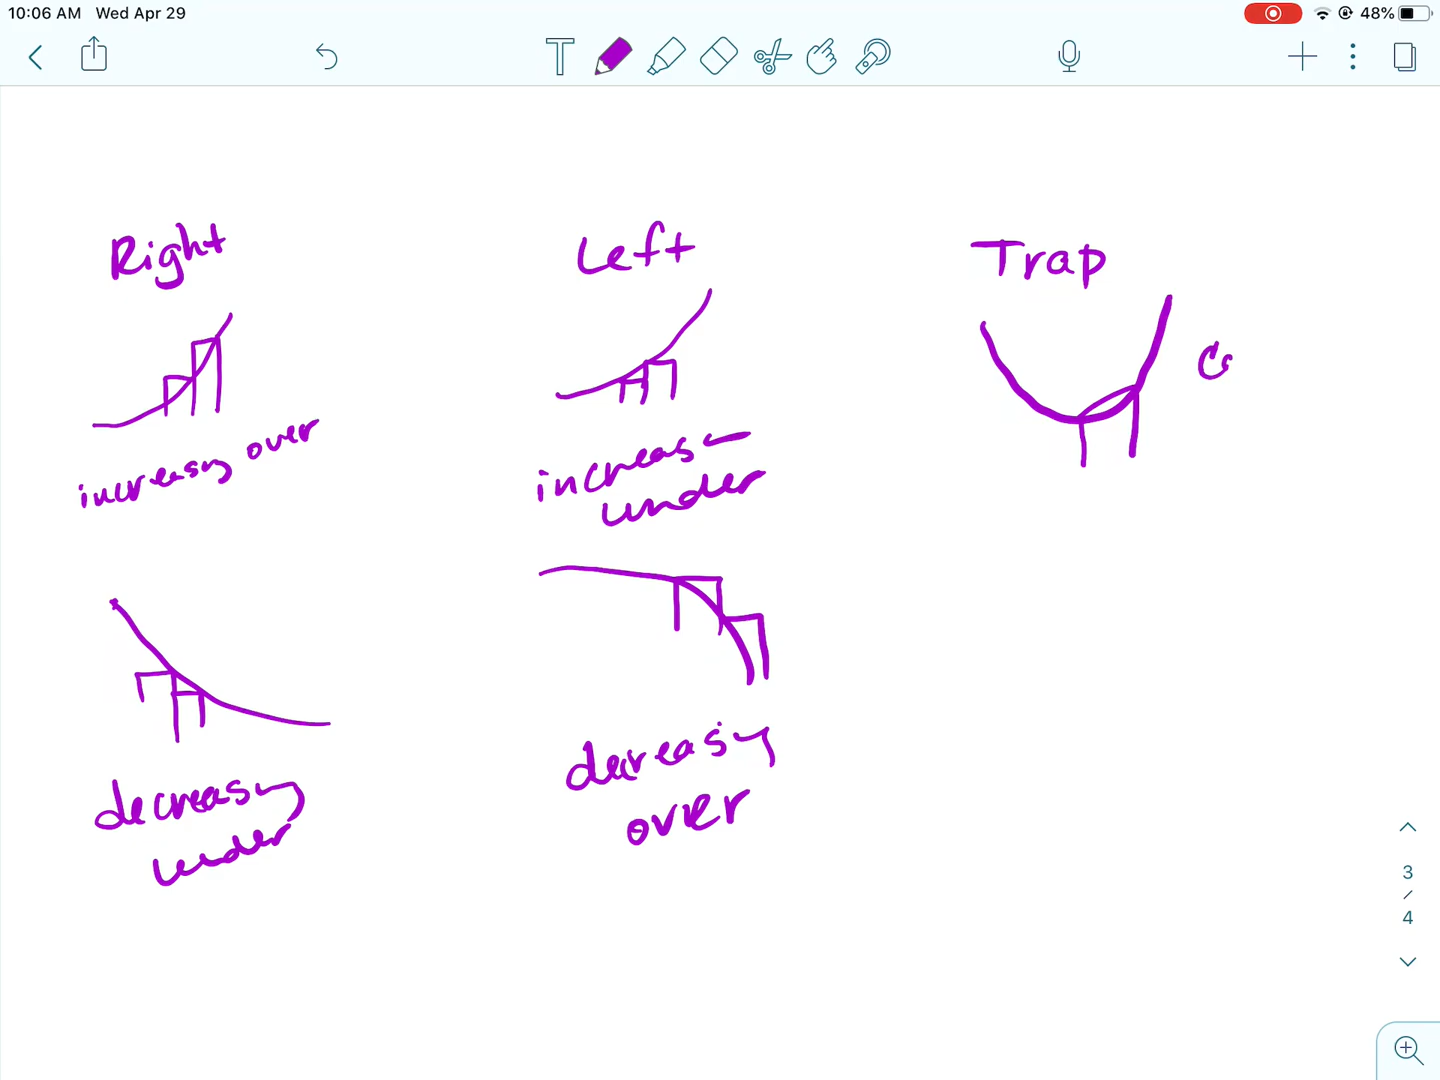 10:06 AM Wed Apr 29
48%
T
Right
Left
Trap
increasing over
increasing
under
decreasing
under
decreasing
over
3
/
4